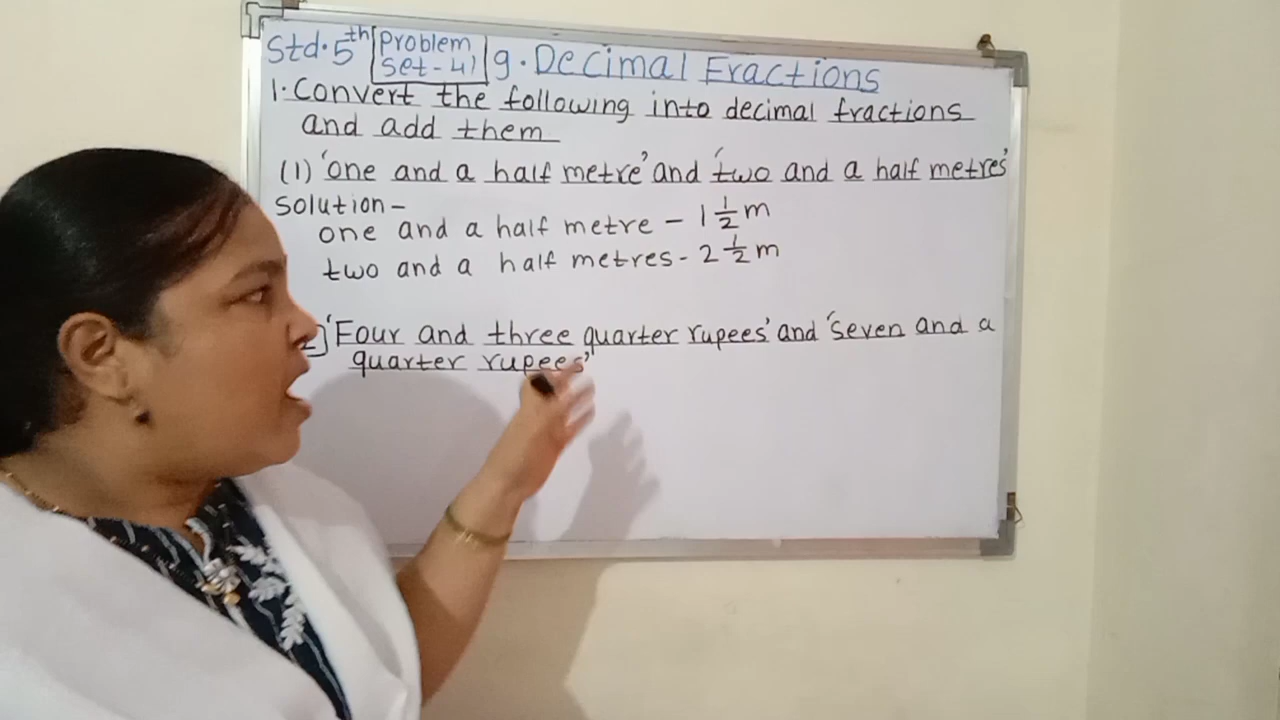 Std. 5th Problem Set-41 9. Decimal Fractions
1. Convert the following into decimal fractions
and add them
(1) 'one and a half metre' and 'two and a half metres'
Solution-
one and a half metre - 1 1/2 m
two and a half metres - 2 1/2 m
2) 'Four and three quarter rupees' and 'seven and a
quarter rupees'